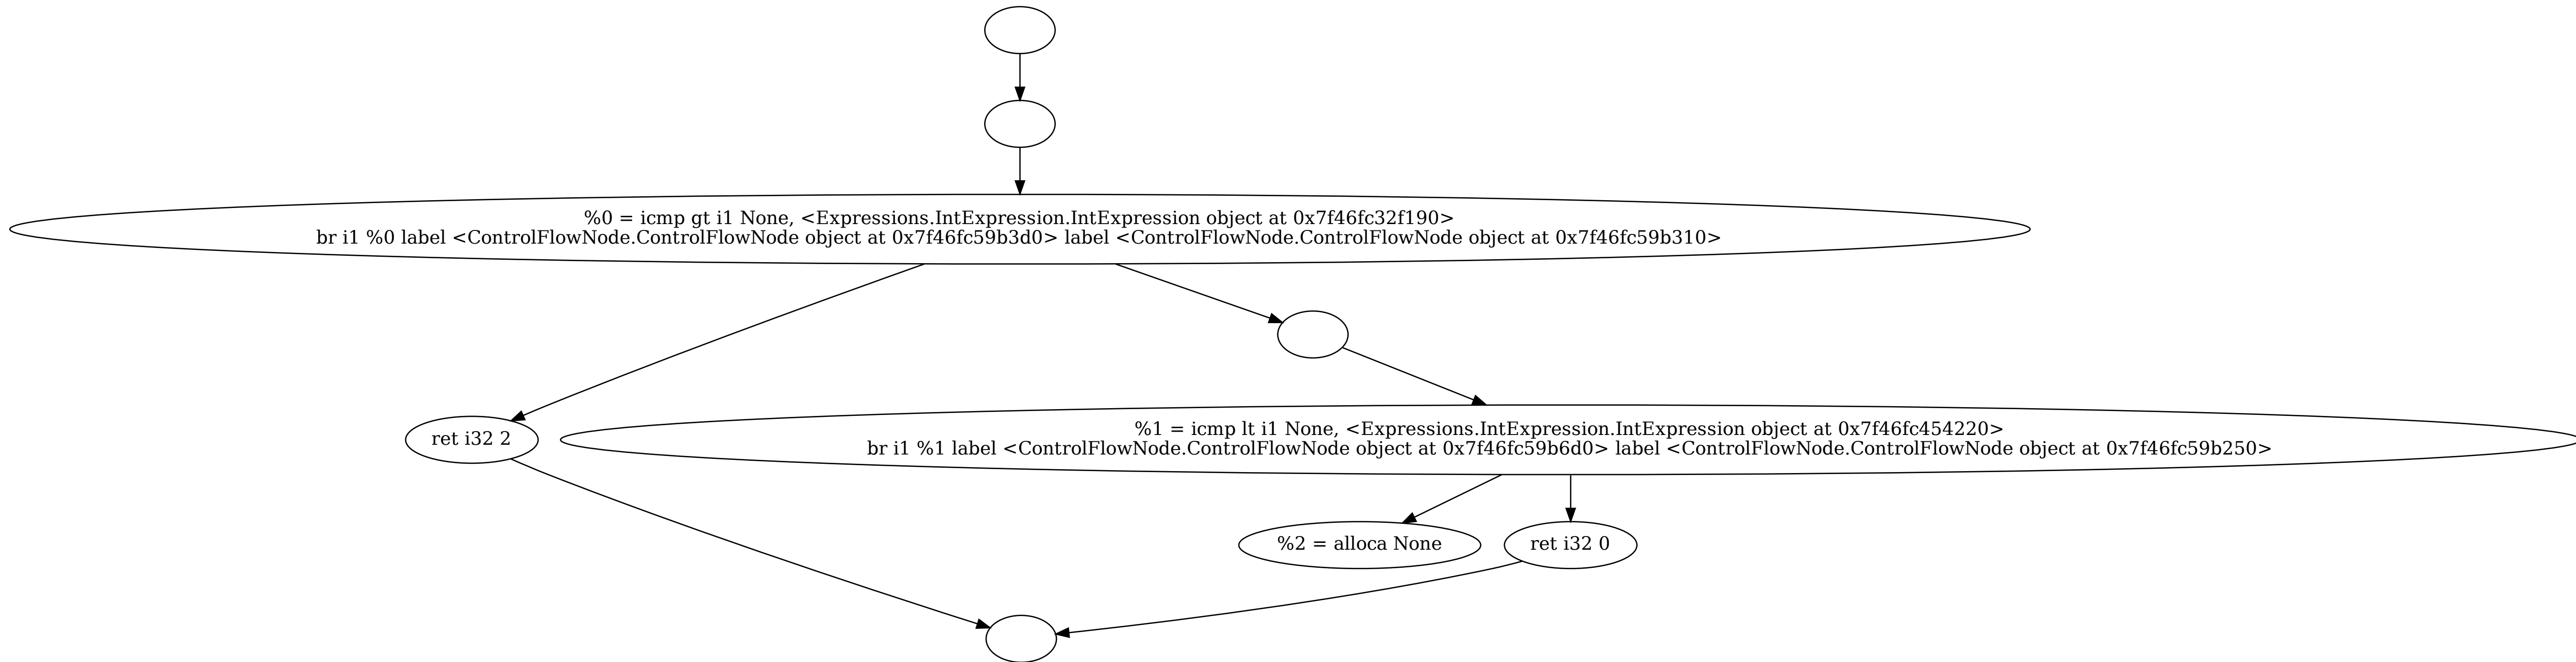 %0 = icmp gt i1 None, <Expressions.IntExpression.IntExpression object at 0x7f46fc32f190>
br i1 %0 label <ControlFlowNode.ControlFlowNode object at 0x7f46fc59b3d0> label <ControlFlowNode.ControlFlowNode object at 0x7f46fc59b310>
ret i32 2
%1 = icmp lt i1 None, <Expressions.IntExpression.IntExpression object at 0x7f46fc454220>
br i1 %1 label <ControlFlowNode.ControlFlowNode object at 0x7f46fc59b6d0> label <ControlFlowNode.ControlFlowNode object at 0x7f46fc59b250>
%2 = alloca None
ret i32 0